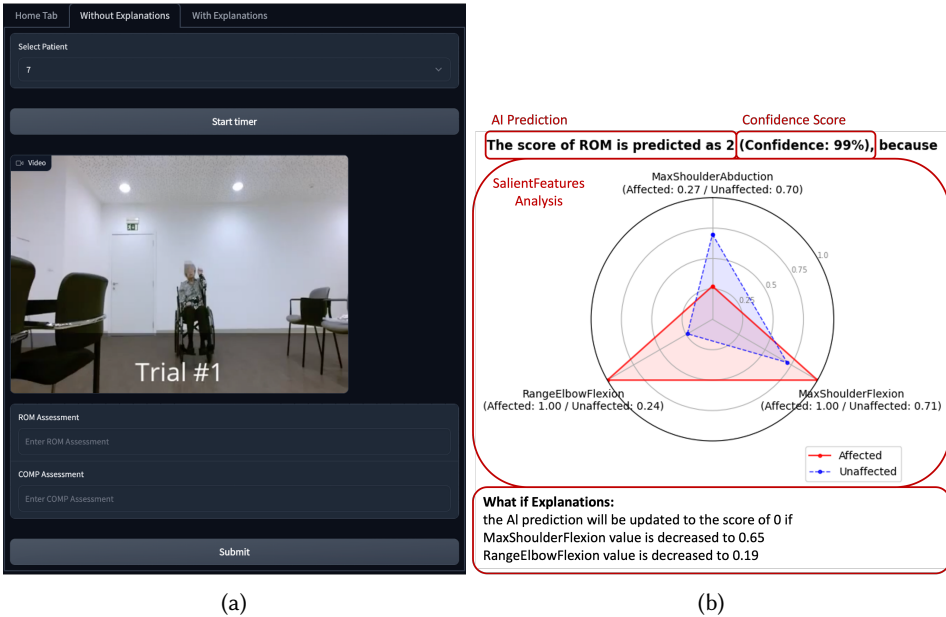 Home Tab
Without Explanations
With Explanations
Select Patient
7
Start timer
Video
Trial #1
ROM Assessment
Enter ROM Assessment
COMP Assessment
Enter COMP Assessment
Submit
(a)
AI Prediction
Confidence Score
The score of ROM is predicted as 2 (Confidence: 99%), because
SalientFeatures
Analysis
MaxShoulderAbduction
(Affected: 0.27 / Unaffected: 0.70)
1.0
0.75
0.5
0.25
RangeElbowFlexion
(Affected: 1.00 / Unaffected: 0.24)
MaxShoulderFlexion
(Affected: 1.00 / Unaffected: 0.71)
Affected
Unaffected
What if Explanations:
the AI prediction will be updated to the score of 0 if
MaxShoulderFlexion value is decreased to 0.65
RangeElbowFlexion value is decreased to 0.19
(b)